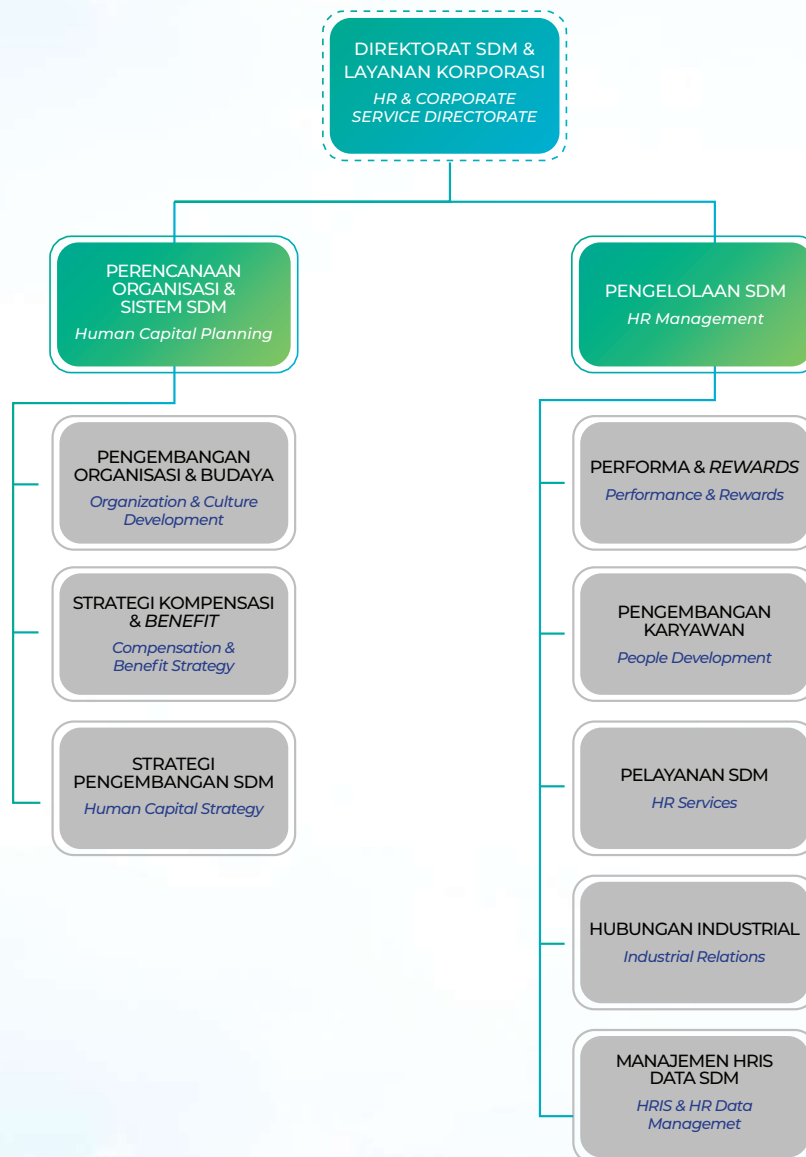 DIREKTORAT SDM &
LAYANAN KORPORASI
HR & CORPORATE
SERVICE DIRECTORATE
PERENCANAAN
ORGANISASI &
SISTEM SDM
Human Capital Planning
PENGEMBANGAN
ORGANISASI & BUDAYA
Organization & Culture
Development
STRATEGI KOMPENSASI
& BENEFIT
Compensation &
Benefit Strategy
STRATEGI
PENGEMBANGAN SDM
Human Capital Strategy
PENGELOLAAN SDM
HR Management
PERFORMA & REWARDS
Performance & Rewards
PENGEMBANGAN
KARYAWAN
People Development
PELAYANAN SDM
HR Services
HUBUNGAN INDUSTRIAL
Industrial Relations
MANAJEMEN HRIS
DATA SDM
HRIS & HR Data
Managemet